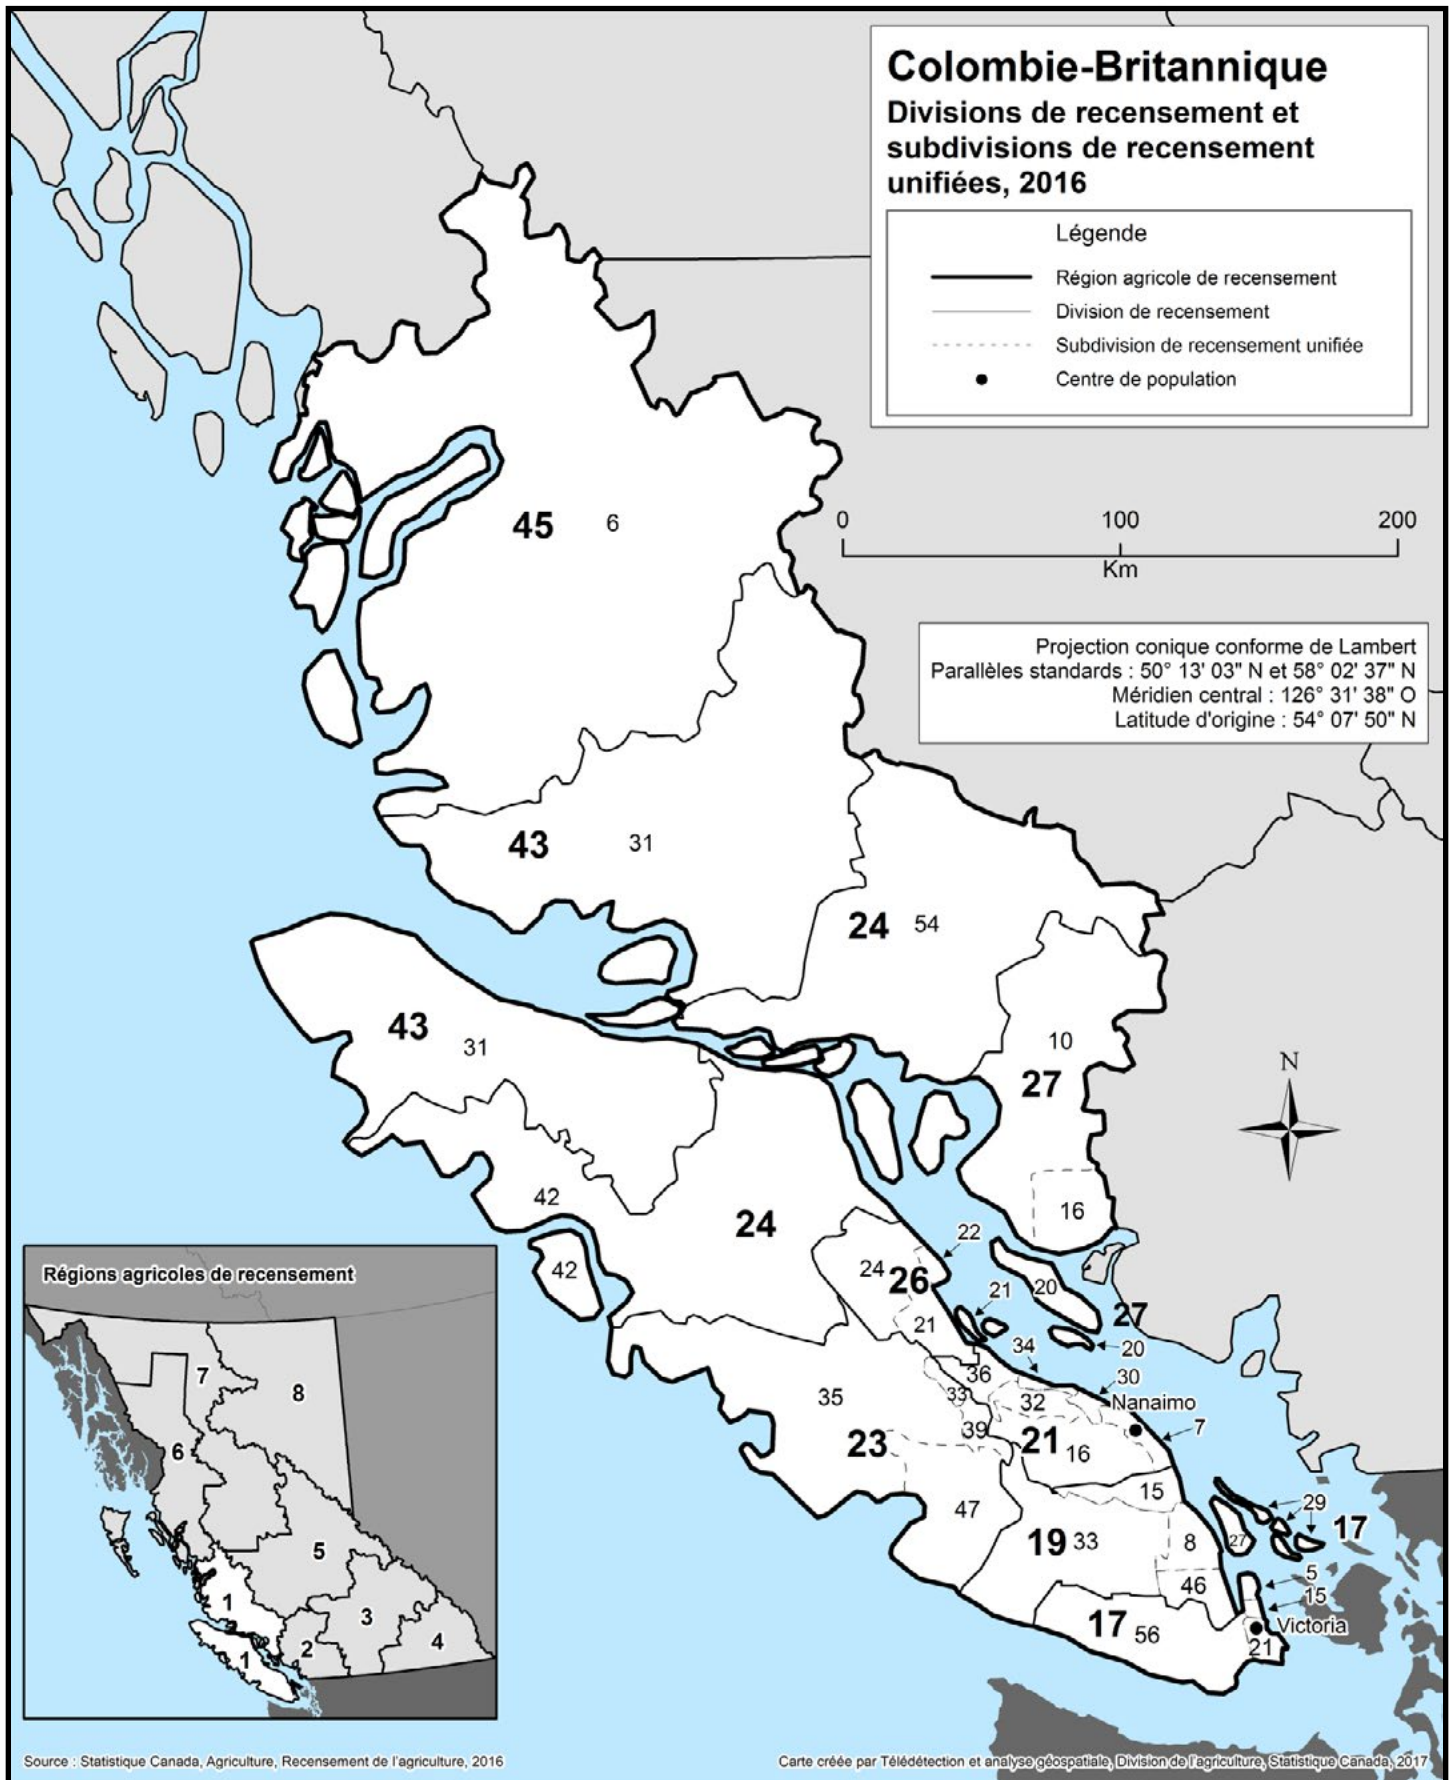 Colombie-Britannique
Divisions de recensement et
subdivisions de recensement
unifiées, 2016
Légende
Région agricole de recensement
Division de recensement
Subdivision de recensement unifiée
Centre de population
0 100 200
Km
Projection conique conforme de Lambert
Parallèles standards : 50° 13' 03" N et 58° 02' 37" N
Méridien central : 126° 31' 38" O
Latitude d'origine : 54° 07' 50" N
45 6
43 31
24 54
43 31
10
27
N
42
24
16
22
42
24 26
21
20
27
21
34
20
36
30
35
33
32
Nanaimo
39
7
23
21 16
15
47
29
17
19 33
8
27
5
46
15
17 56
Victoria
21
Régions agricoles de recensement
7
8
6
5
1
3
2
4
1
Source : Statistique Canada, Agriculture, Recensement de l'agriculture, 2016
Carte créée par Télédétection et analyse géospatiale, Division de l'agriculture, Statistique Canada, 2017